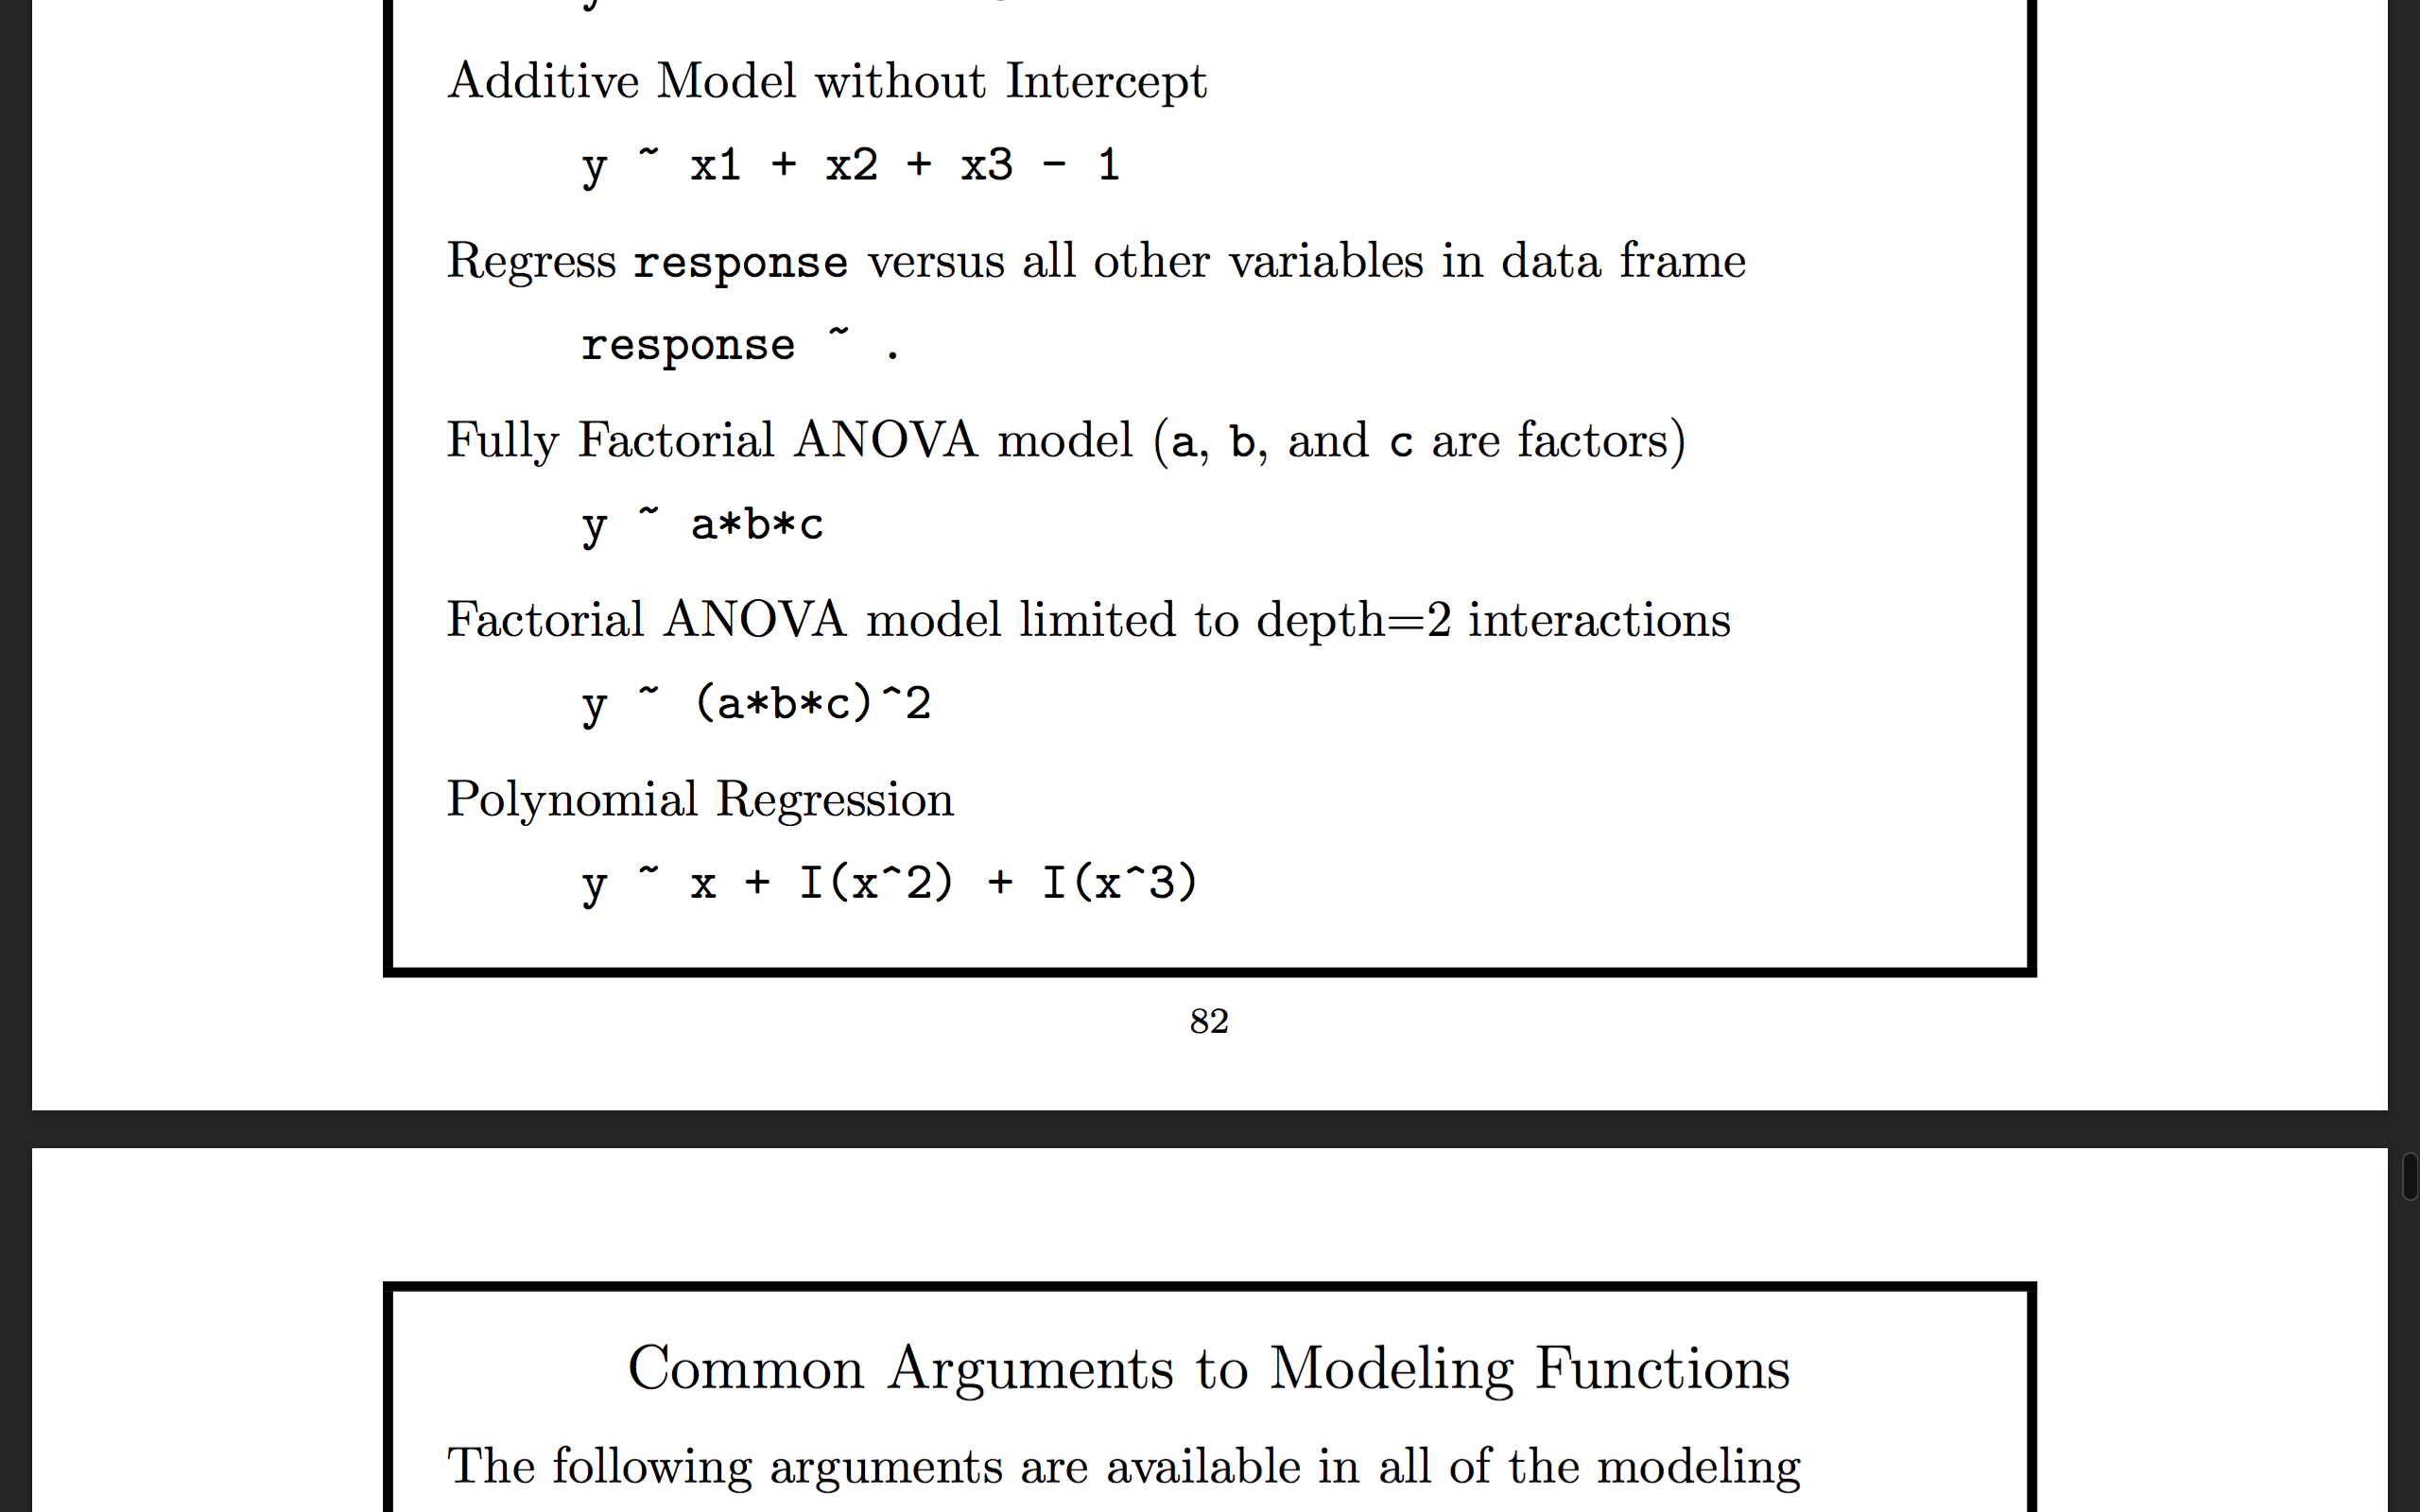 Additive Model without Intercept
y ~ x1 + x2 + x3 - 1
Regress response versus all other variables in data frame
response ~ .
Fully Factorial ANOVA model (a, b, and c are factors)
y ~ a*b*c
Factorial ANOVA model limited to depth=2 interactions
y ~ (a*b*c)^2
Polynomial Regression
y ~ x + I(x^2) + I(x^3)
82
Common Arguments to Modeling Functions
The following arguments are available in all of the modeling